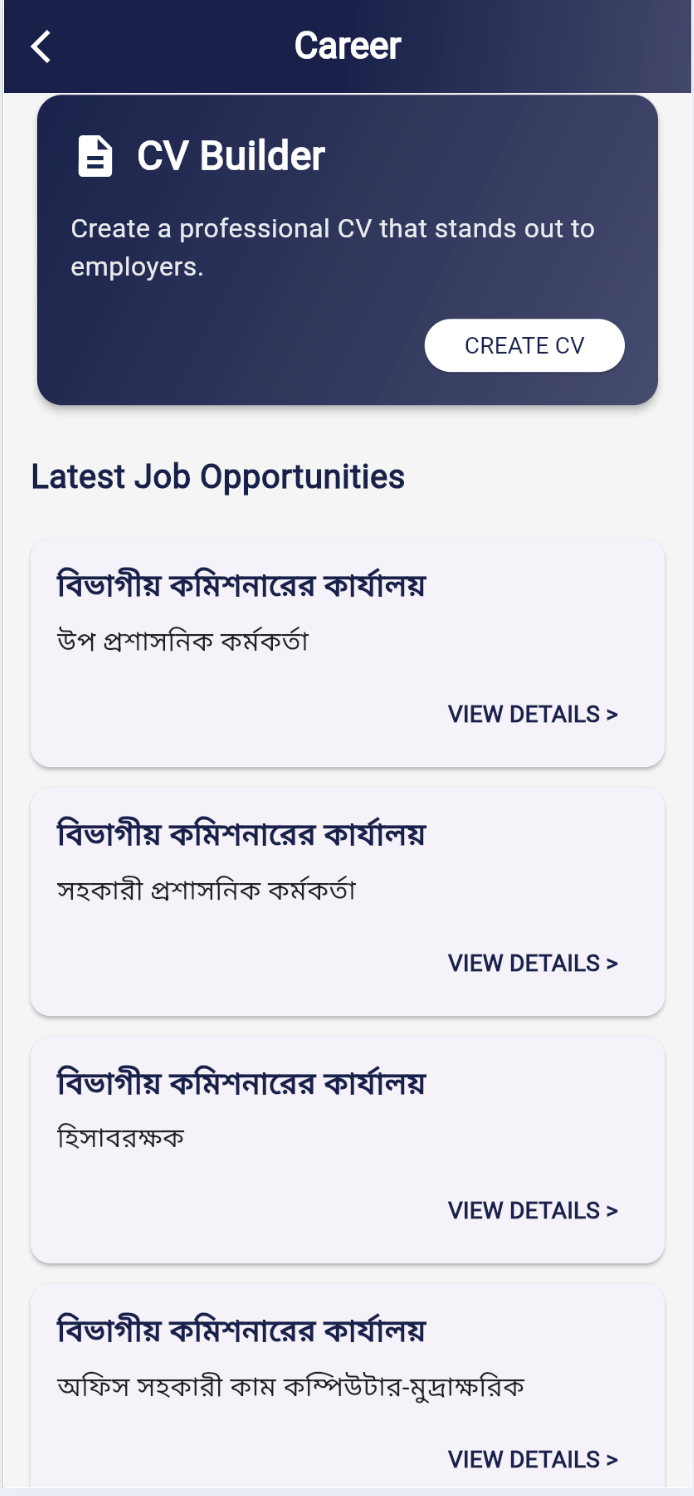 Career
CV Builder
Create a professional CV that stands out to
employers.
CREATE CV
Latest Job Opportunities
বিভাগীয় কমিশনারের কার্যালয়
উপ প্রশাসনিক কর্মকর্তা
VIEW DETAILS >
বিভাগীয় কমিশনারের কার্যালয়
সহকারী প্রশাসনিক কর্মকর্তা
VIEW DETAILS >
বিভাগীয় কমিশনারের কার্যালয়
হিসাবরক্ষক
VIEW DETAILS >
বিভাগীয় কমিশনারের কার্যালয়
অফিস সহকারী কাম কম্পিউটার-মুদ্রাক্ষরিক
VIEW DETAILS >